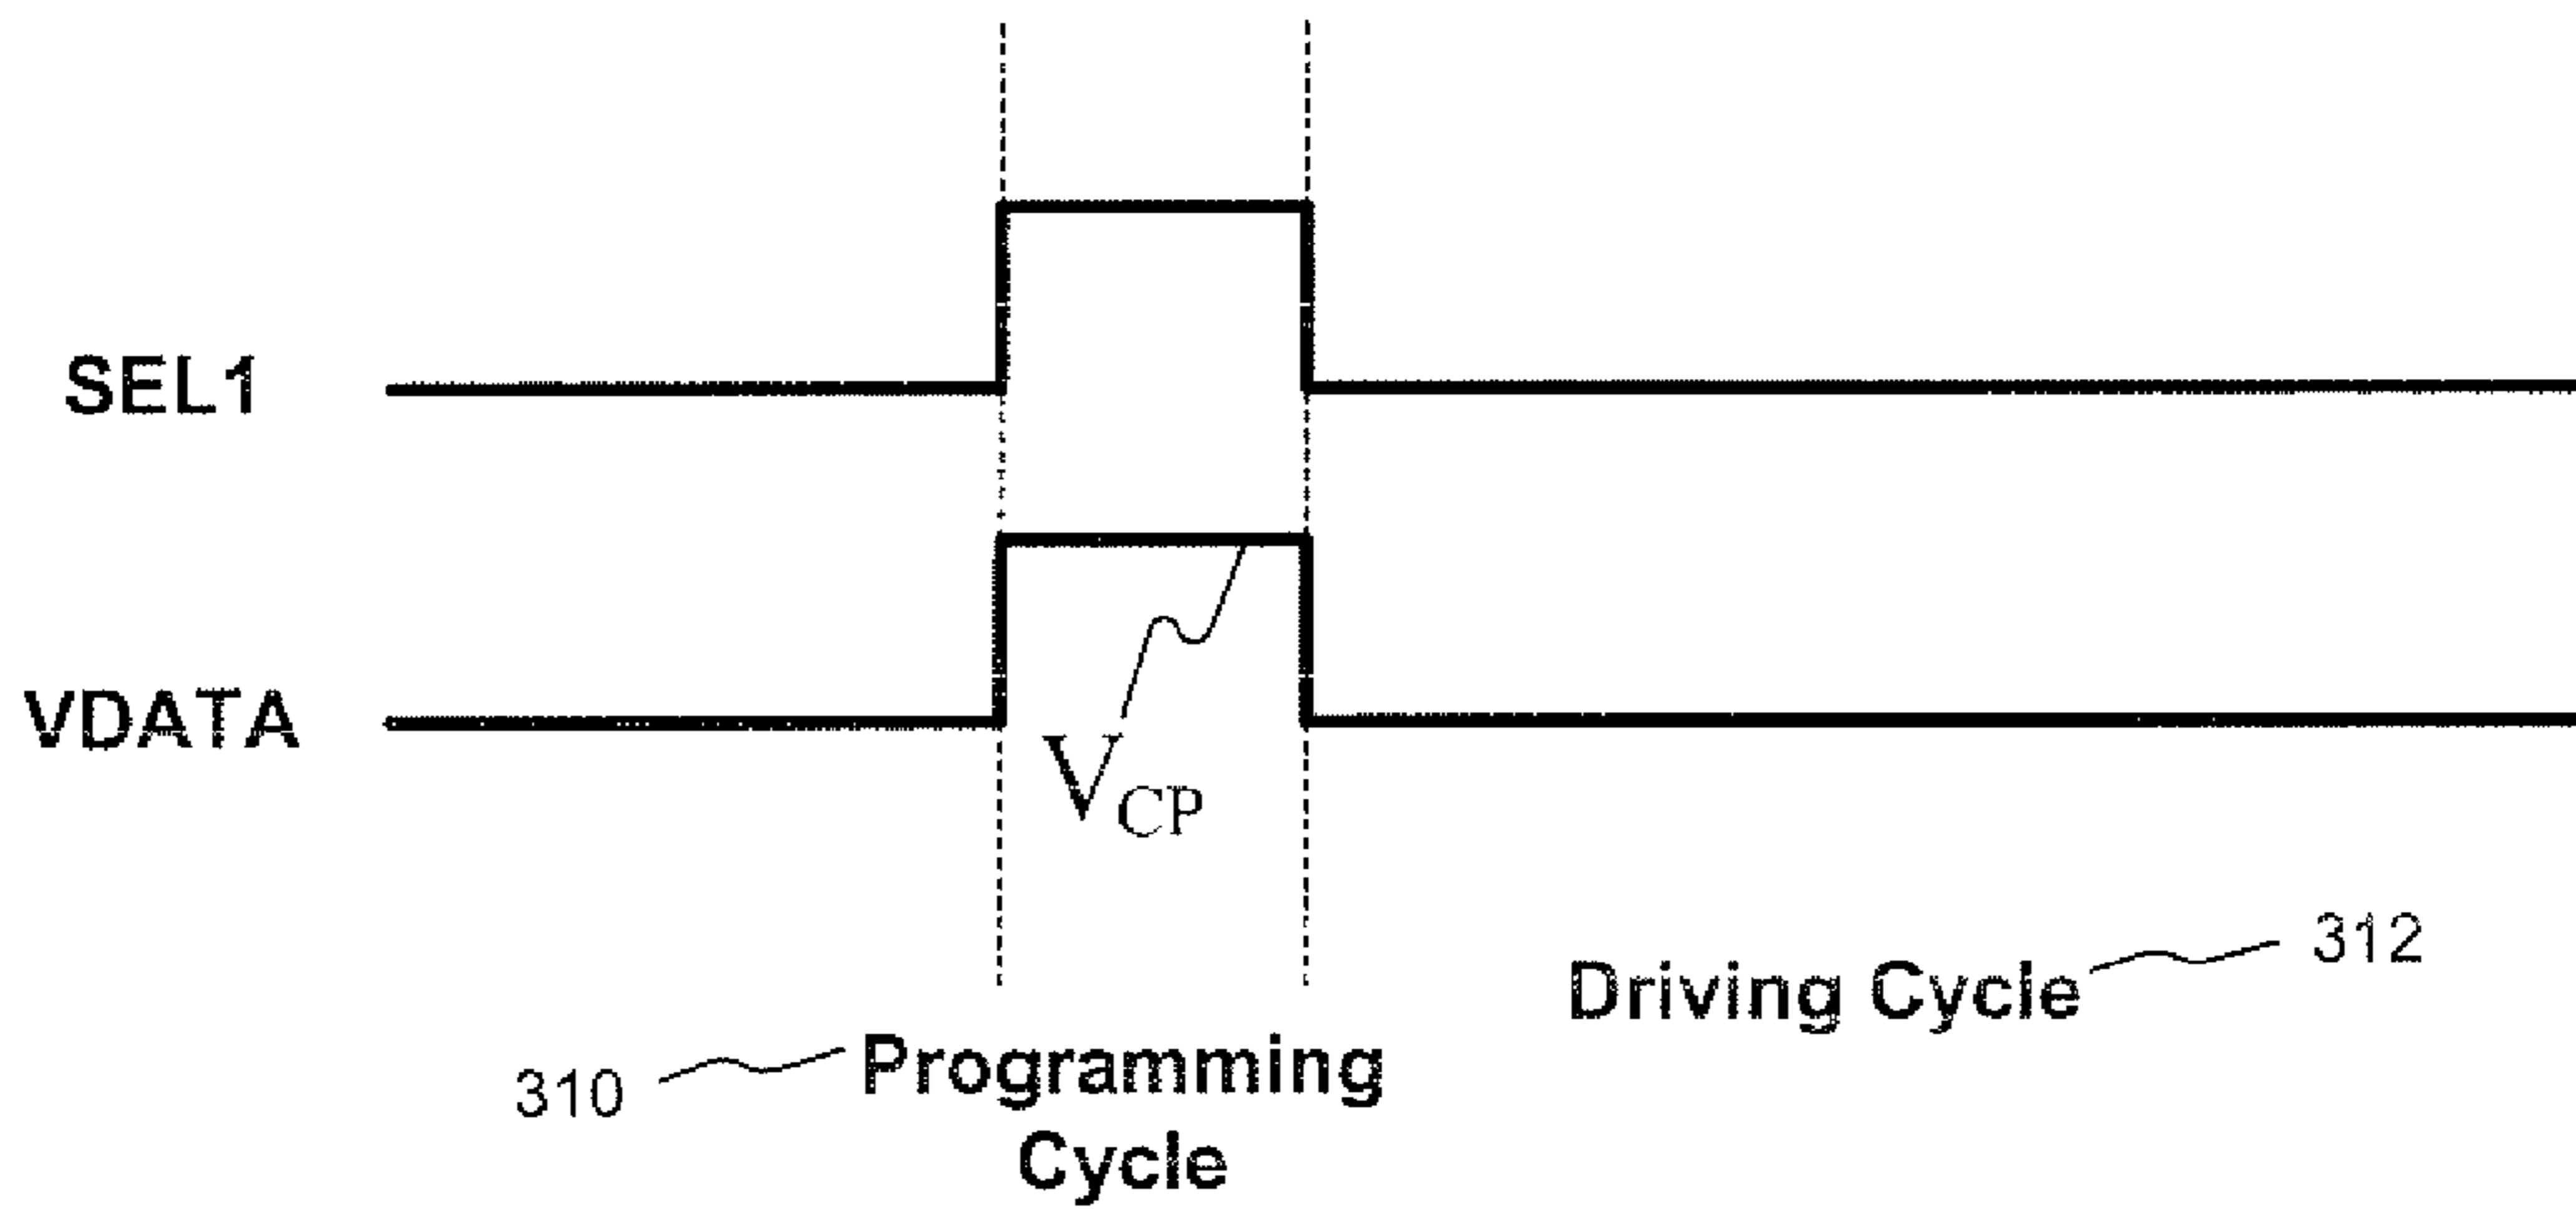 SEL1
VDATA
VCP
Driving Cycle
312
310
Programming
Cycle